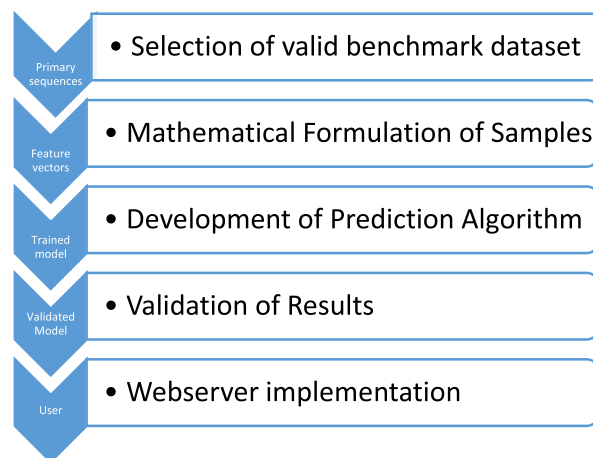 Primary
sequences
• Selection of valid benchmark dataset
Feature
vectors
• Mathematical Formulation of Samples
Trained
model
• Development of Prediction Algorithm
Validated
Model
• Validation of Results
User
• Webserver implementation